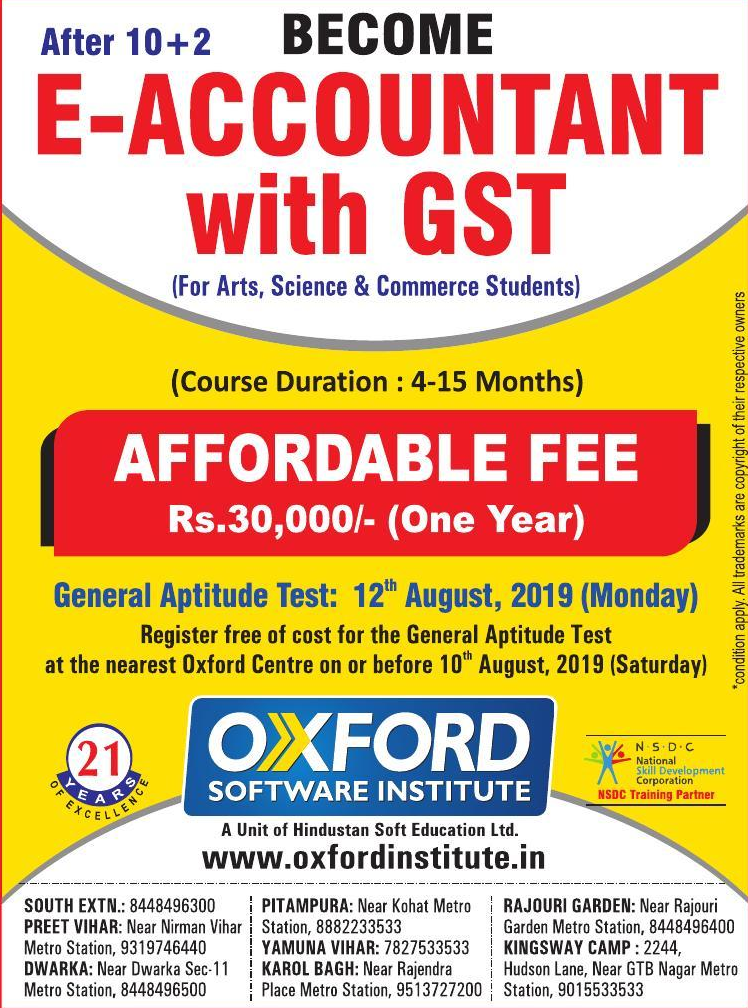 After 10+2 BECOME
E-ACCOUNTANT
with GST
(For Arts, Science & Commerce Students)
(Course Duration : 4-15 Months)
AFFORDABLE FEE
Rs.30,000/- (One Year)
General Aptitude Test: 12th August, 2019 (Monday)
Register free of cost for the General Aptitude Test
at the nearest Oxford Centre on or before 10th August, 2019 (Saturday)
*condition apply. All trademarks are copyright of their respective owners
21
YEARS
OF EXCELLENCE
OXFORD
SOFTWARE INSTITUTE
N·S·D·C
National
Skill Development
Corporation
NSDC Training Partner
A Unit of Hindustan Soft Education Ltd.
www.oxfordinstitute.in
SOUTH EXTN.: 8448496300
PREET VIHAR: Near Nirman Vihar
Metro Station, 9319746440
DWARKA: Near Dwarka Sec-11
Metro Station, 8448496500
PITAMPURA: Near Kohat Metro
Station, 8882233533
YAMUNA VIHAR: 7827533533
KAROL BAGH: Near Rajendra
Place Metro Station, 9513727200
RAJOURI GARDEN: Near Rajouri
Garden Metro Station, 8448496400
KINGSWAY CAMP : 2244,
Hudson Lane, Near GTB Nagar Metro
Station, 9015533533